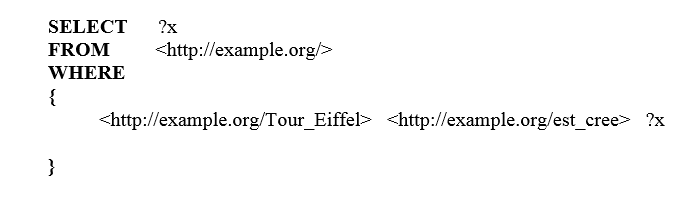 SELECT ?x
FROM <http://example.org/>
WHERE
{
<http://example.org/Tour_Eiffel> <http://example.org/est_cree> ?x
}